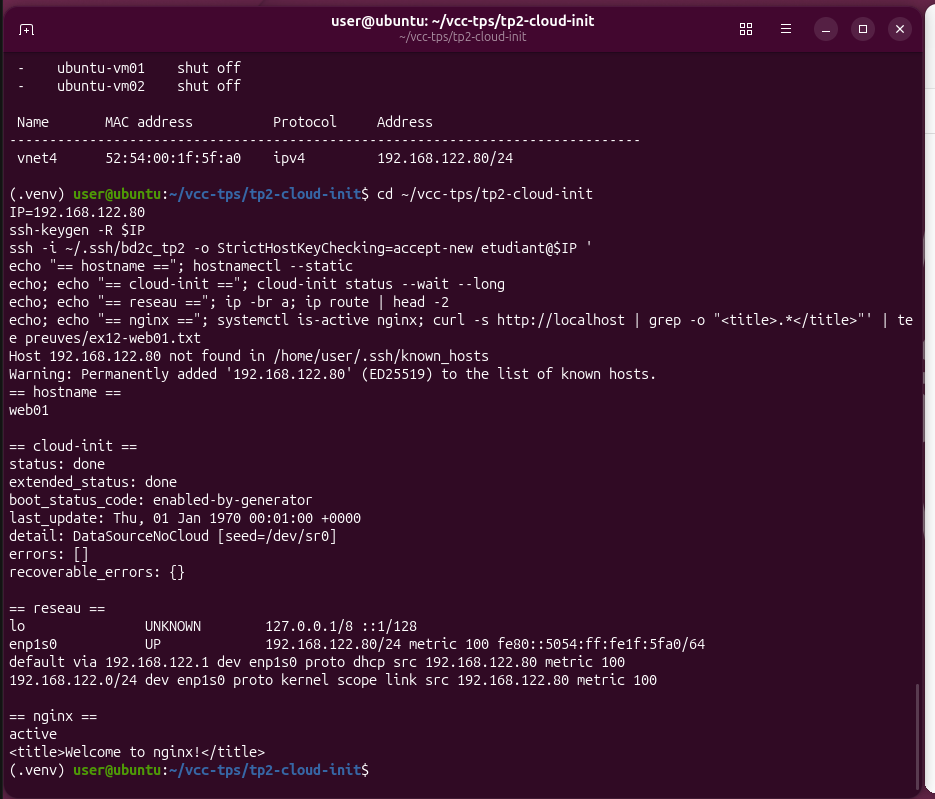 user@ubuntu: ~/vcc-tps/tp2-cloud-init
~/vcc-tps/tp2-cloud-init
-    ubuntu-vm01    shut off
-    ubuntu-vm02    shut off
Name       MAC address          Protocol     Address
-------------------------------------------------------------------------------
vnet4      52:54:00:1f:5f:a0    ipv4         192.168.122.80/24
(.venv) user@ubuntu:~/vcc-tps/tp2-cloud-init$ cd ~/vcc-tps/tp2-cloud-init
IP=192.168.122.80
ssh-keygen -R $IP
ssh -i ~/.ssh/bd2c_tp2 -o StrictHostKeyChecking=accept-new etudiant@$IP '
echo "== hostname =="; hostnamectl --static
echo; echo "== cloud-init =="; cloud-init status --wait --long
echo; echo "== reseau =="; ip -br a; ip route | head -2
echo; echo "== nginx =="; systemctl is-active nginx; curl -s http://localhost | grep -o "<title>.*</title>"' | te
e preuves/ex12-web01.txt
Host 192.168.122.80 not found in /home/user/.ssh/known_hosts
Warning: Permanently added '192.168.122.80' (ED25519) to the list of known hosts.
== hostname ==
web01
== cloud-init ==
status: done
extended_status: done
boot_status_code: enabled-by-generator
last_update: Thu, 01 Jan 1970 00:01:00 +0000
detail: DataSourceNoCloud [seed=/dev/sr0]
errors: []
recoverable_errors: {}
== reseau ==
lo               UNKNOWN        127.0.0.1/8 ::1/128
enp1s0           UP             192.168.122.80/24 metric 100 fe80::5054:ff:fe1f:5fa0/64
default via 192.168.122.1 dev enp1s0 proto dhcp src 192.168.122.80 metric 100
192.168.122.0/24 dev enp1s0 proto kernel scope link src 192.168.122.80 metric 100
== nginx ==
active
<title>Welcome to nginx!</title>
(.venv) user@ubuntu:~/vcc-tps/tp2-cloud-init$